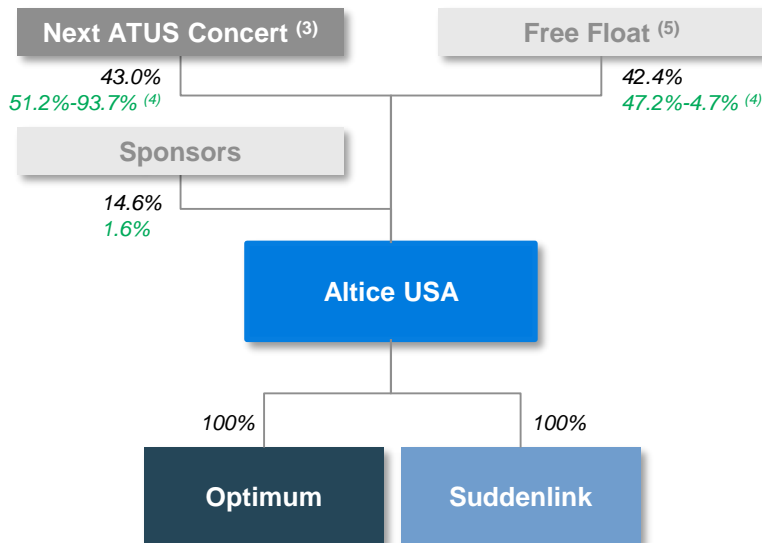 Next ATUS Concert (3)
Free Float (5)
43.0%
51.2%-93.7% (4)
42.4%
47.2%-4.7% (4)
Sponsors
14.6%
1.6%
Altice USA
100%
100%
Optimum
Suddenlink